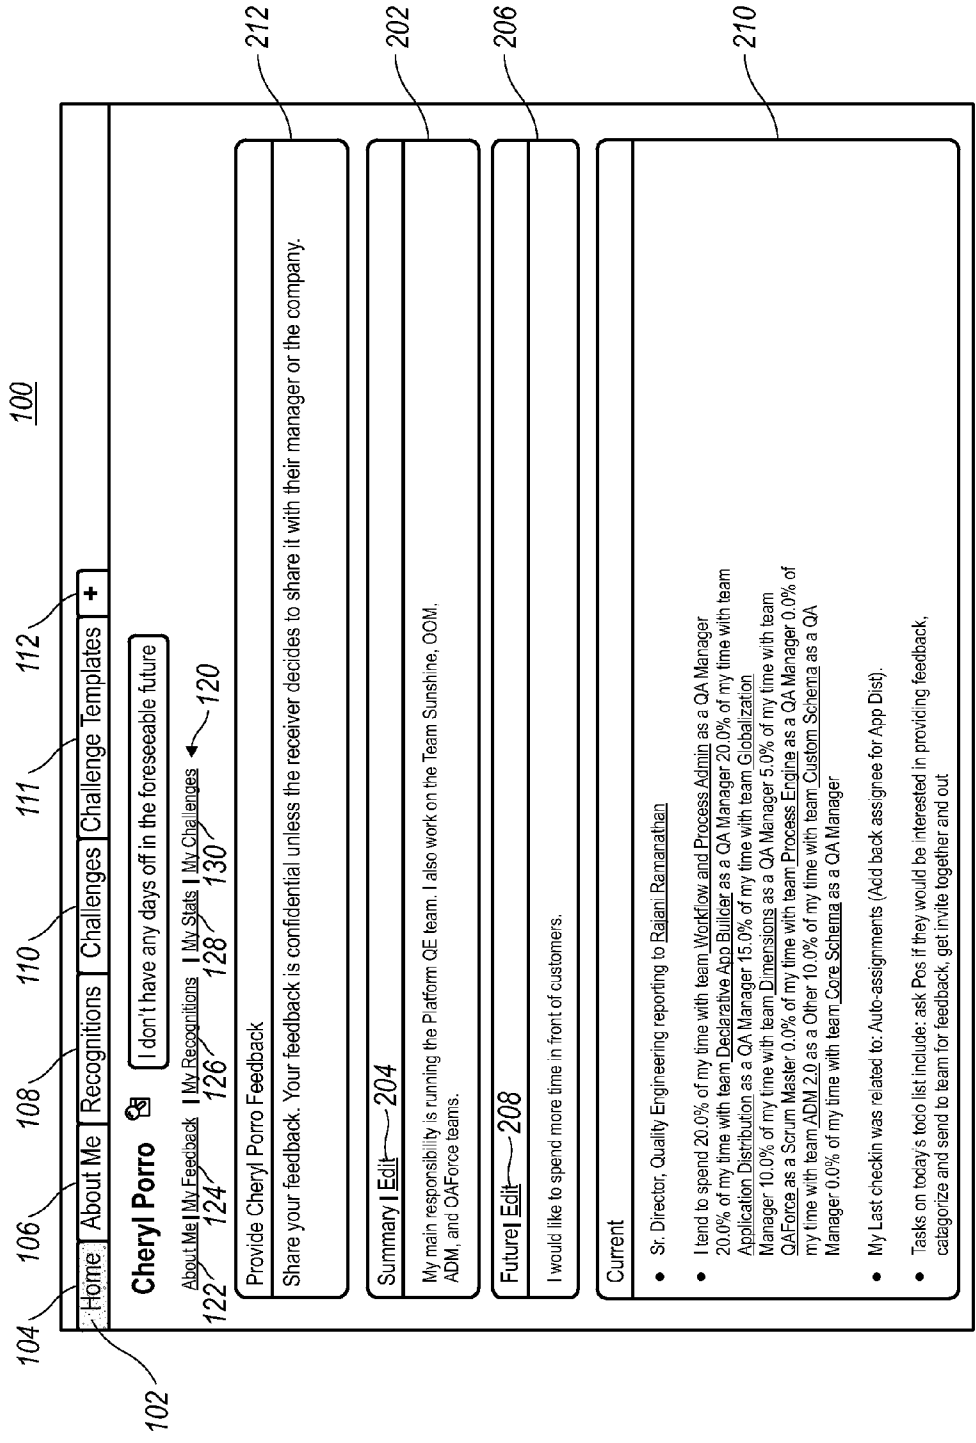 100
104 106 108 110 111 112
102
Home About Me Recognitions Challenges Challenge Templates +
Cheryl Porro I don't have any days off in the foreseeable future
About Me | My Feedback | My Recognitions | My Stats | My Challenges 120
122 124 126 128 130
Provide Cheryl Porro Feedback
Share your feedback. Your feedback is confidential unless the receiver decides to share it with their manager or the company.
212
Summary | Edit 204
My main responsibility is running the Platform QE team. I also work on the Team Sunshine, OOM,
ADM, and OAForce teams.
202
Future| Edit 208
I would like to spend more time in front of customers.
206
Current
• Sr. Director, Quality Engineering reporting to Rajani Ramanathan
• I tend to spend 20.0% of my time with team Workflow and Process Admin as a QA Manager
20.0% of my time with team Declarative App Builder as a QA Manager 20.0% of my time with team
Application Distribution as a QA Manager 15.0% of my time with team Globalization
Manager 10.0% of my time with team Dimensions as a QA Manager 5.0% of my time with team
QAForce as a Scrum Master 0.0% of my time with team Process Engine as a QA Manager 0.0% of
my time with team ADM 2.0 as a Other 10.0% of my time with team Custom Schema as a QA
Manager 0.0% of my time with team Core Schema as a QA Manager
• My Last checkin was related to: Auto-assignments (Add back assignee for App Dist).
• Tasks on today's todo list include: ask Pos if they would be interested in providing feedback,
catagorize and send to team for feedback, get invite together and out
210